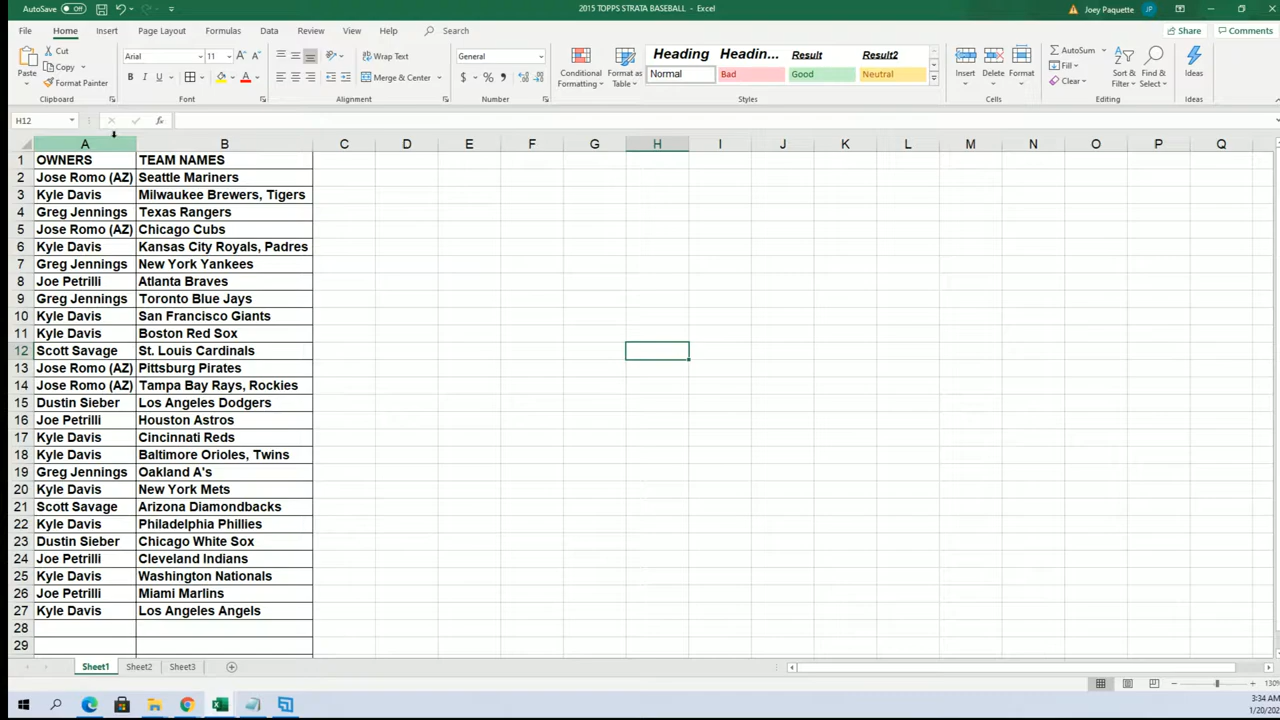 AutoSave Off 2015 TOPPS STRATA BASEBALL - Excel Joey Paquette JP
File Home Insert Page Layout Formulas Data Review View Help Search Share Comments
Cut
Copy
Format Painter
Paste
Clipboard
Arial 11
B I U
Font
Wrap Text
Merge & Center
Alignment
General
$ % ,
Number
Conditional Formatting
Format as Table
Heading Headin... Result Result2
Normal Bad Good Neutral
Styles
Insert Delete Format
Cells
AutoSum
Fill
Clear
Sort & Filter
Find & Select
Editing
Ideas
Ideas
H12 fx
A B C D E F G H I J K L M N O P Q
1 OWNERS TEAM NAMES
2 Jose Romo (AZ) Seattle Mariners
3 Kyle Davis Milwaukee Brewers, Tigers
4 Greg Jennings Texas Rangers
5 Jose Romo (AZ) Chicago Cubs
6 Kyle Davis Kansas City Royals, Padres
7 Greg Jennings New York Yankees
8 Joe Petrilli Atlanta Braves
9 Greg Jennings Toronto Blue Jays
10 Kyle Davis San Francisco Giants
11 Kyle Davis Boston Red Sox
12 Scott Savage St. Louis Cardinals
13 Jose Romo (AZ) Pittsburg Pirates
14 Jose Romo (AZ) Tampa Bay Rays, Rockies
15 Dustin Sieber Los Angeles Dodgers
16 Joe Petrilli Houston Astros
17 Kyle Davis Cincinnati Reds
18 Kyle Davis Baltimore Orioles, Twins
19 Greg Jennings Oakland A's
20 Kyle Davis New York Mets
21 Scott Savage Arizona Diamondbacks
22 Kyle Davis Philadelphia Phillies
23 Dustin Sieber Chicago White Sox
24 Joe Petrilli Cleveland Indians
25 Kyle Davis Washington Nationals
26 Joe Petrilli Miami Marlins
27 Kyle Davis Los Angeles Angels
28
29
Sheet1 Sheet2 Sheet3
130%
3:34 AM